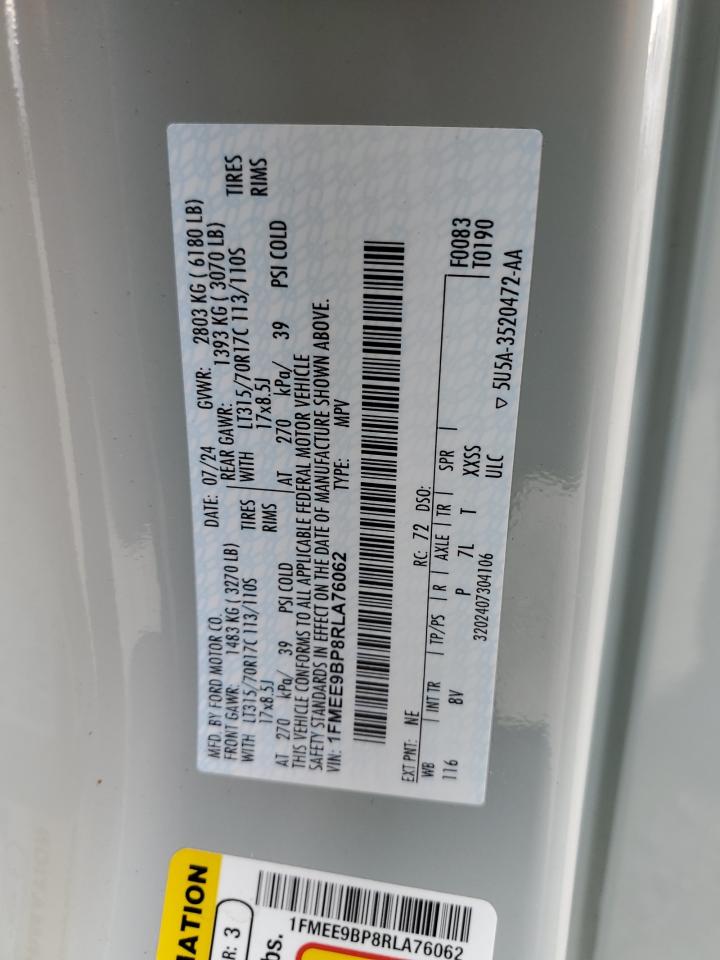 MFD. BY FORD MOTOR CO.
DATE: 07/24 GVWR: 2803 KG ( 6180 LB)
FRONT GAWR: 1483 KG ( 3270 LB) REAR GAWR: 1393 KG ( 3070 LB)
WITH LT315/70R17C 113/110S TIRES WITH LT315/70R17C 113/110S TIRES
17x8.5J RIMS 17x8.5J RIMS
AT 270 kPa/ 39 PSI COLD AT 270 kPa/ 39 PSI COLD
THIS VEHICLE CONFORMS TO ALL APPLICABLE FEDERAL MOTOR VEHICLE
SAFETY STANDARDS IN EFFECT ON THE DATE OF MANUFACTURE SHOWN ABOVE.
VIN: 1FMEE9BP8RLA76062 TYPE: MPV
EXT PNT: NE RC: 72 DSO:
WB INT TR TP/PS R AXLE TR SPR F0083
116 8V P 7L T XXSS T0190
3202407304106 ULC ▽ 5U5A-3520472-AA
MATION
R: 3
bs.
1FMEE9BP8RLA76062